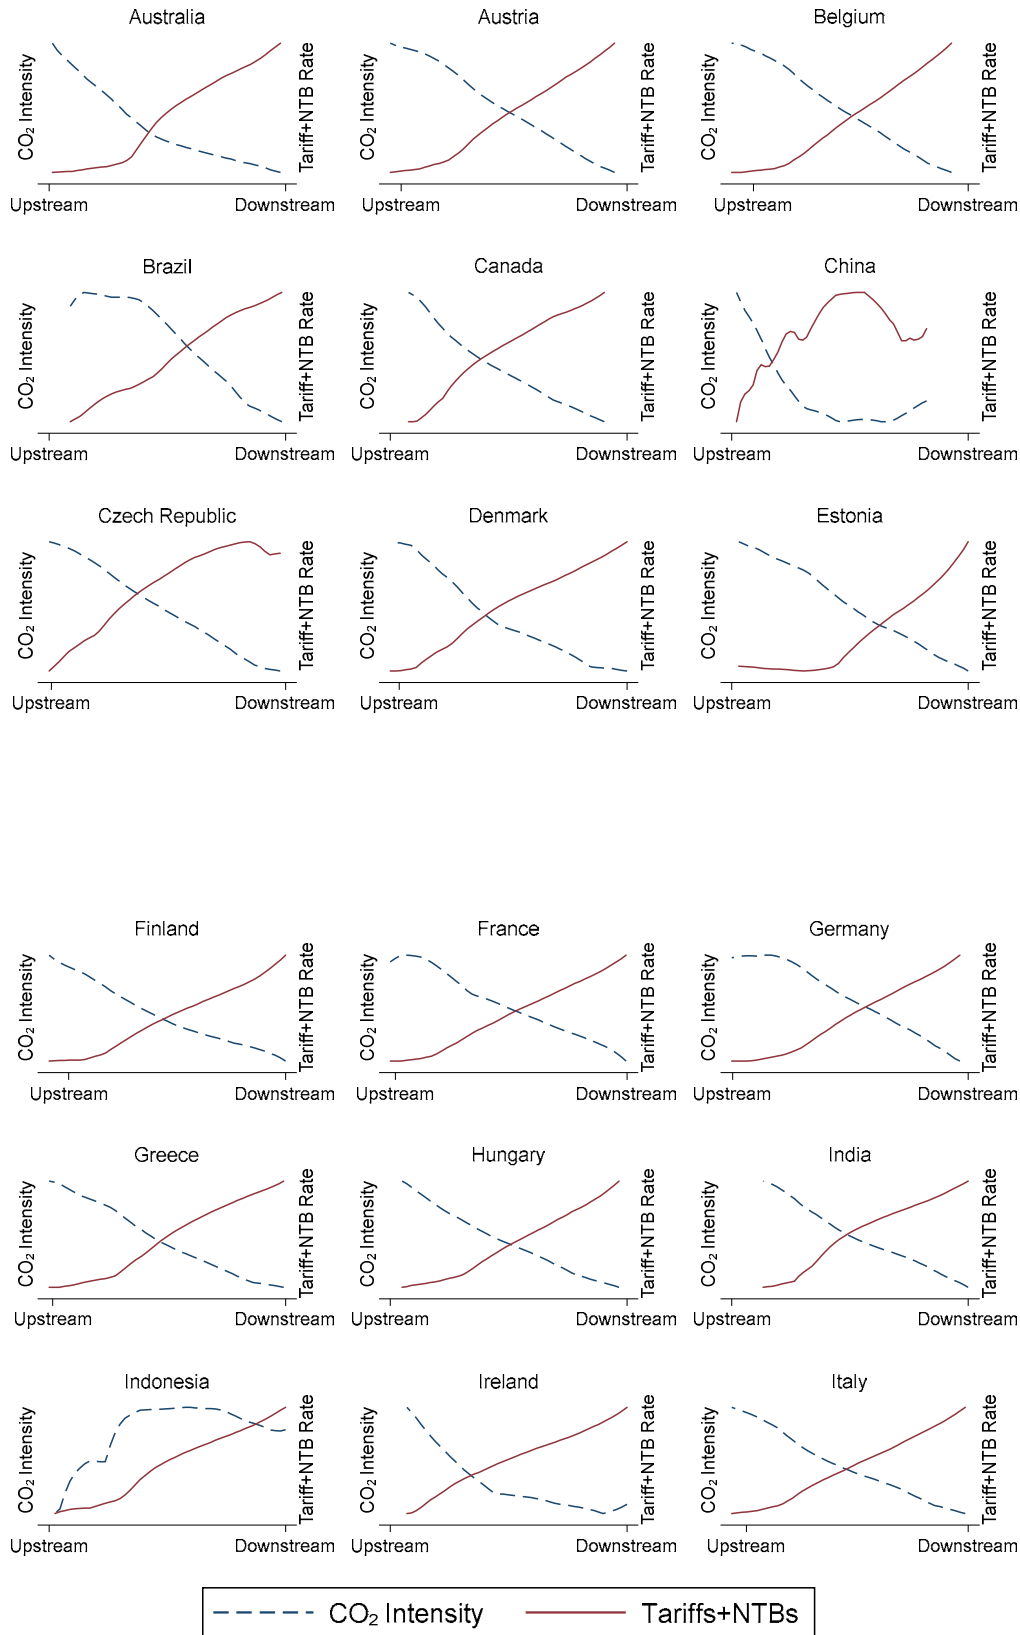 Australia
CO₂ Intensity
Tariff+NTB Rate
Upstream
Downstream
Austria
CO₂ Intensity
Tariff+NTB Rate
Upstream
Downstream
Belgium
CO₂ Intensity
Tariff+NTB Rate
Upstream
Downstream
Brazil
CO₂ Intensity
Tariff+NTB Rate
Upstream
Downstream
Canada
CO₂ Intensity
Tariff+NTB Rate
Upstream
Downstream
China
CO₂ Intensity
Tariff+NTB Rate
Upstream
Downstream
Czech Republic
CO₂ Intensity
Tariff+NTB Rate
Upstream
Downstream
Denmark
CO₂ Intensity
Tariff+NTB Rate
Upstream
Downstream
Estonia
CO₂ Intensity
Tariff+NTB Rate
Upstream
Downstream
Finland
CO₂ Intensity
Tariff+NTB Rate
Upstream
Downstream
France
CO₂ Intensity
Tariff+NTB Rate
Upstream
Downstream
Germany
CO₂ Intensity
Tariff+NTB Rate
Upstream
Downstream
Greece
CO₂ Intensity
Tariff+NTB Rate
Upstream
Downstream
Hungary
CO₂ Intensity
Tariff+NTB Rate
Upstream
Downstream
India
CO₂ Intensity
Tariff+NTB Rate
Upstream
Downstream
Indonesia
CO₂ Intensity
Tariff+NTB Rate
Upstream
Downstream
Ireland
CO₂ Intensity
Tariff+NTB Rate
Upstream
Downstream
Italy
CO₂ Intensity
Tariff+NTB Rate
Upstream
Downstream
CO₂ Intensity
Tariffs+NTBs